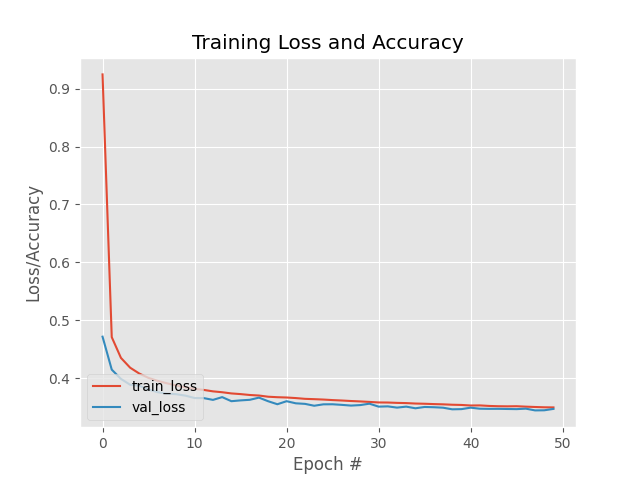 Training Loss and Accuracy
Loss/Accuracy
0.9
0.8
0.7
0.6
0.5
0.4
train_loss
val_loss
0 10 20 30 40 50
Epoch #